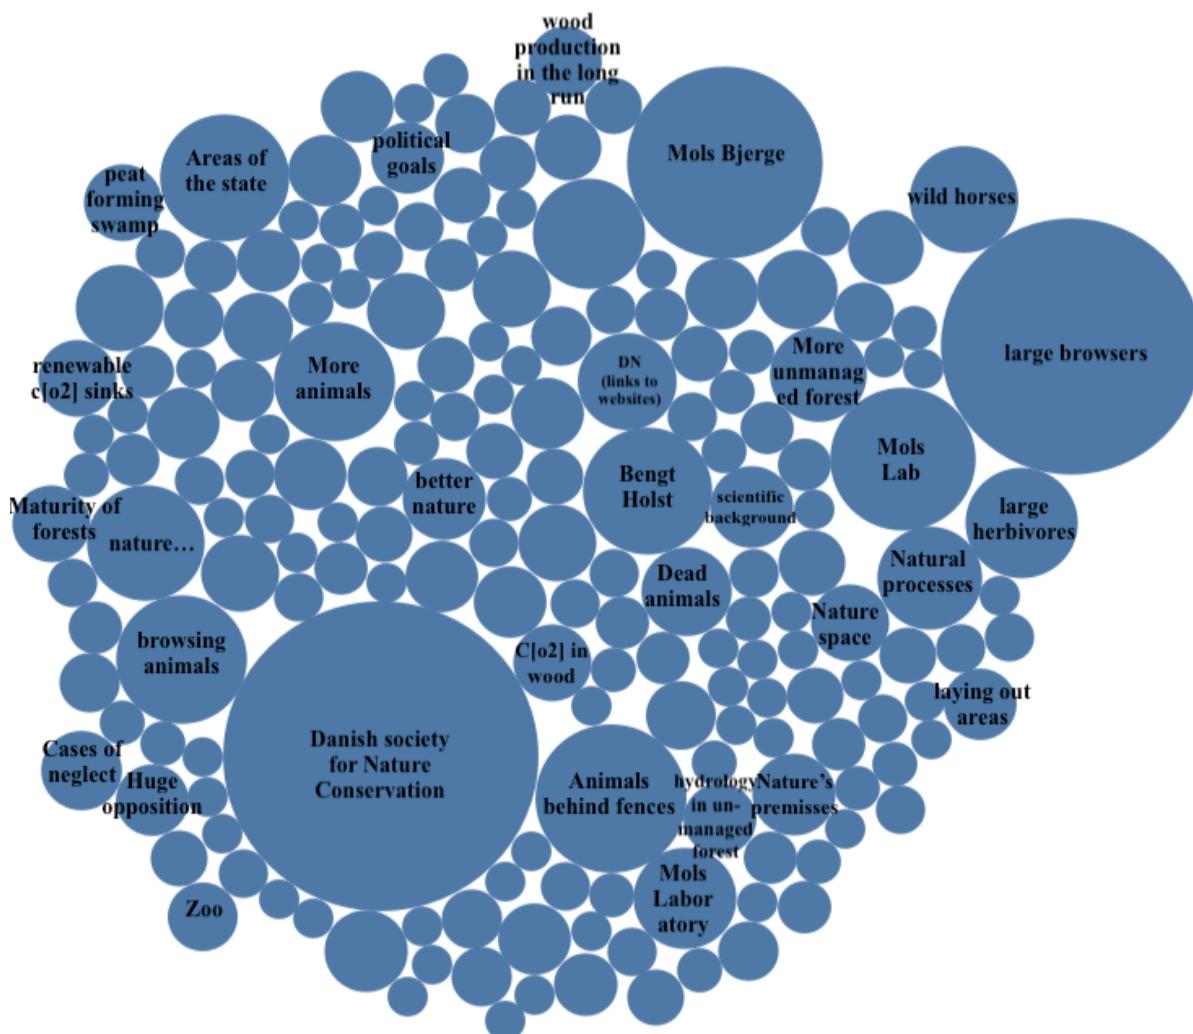 wood
production
in the long
run
Mols Bjerge
political
goals
Areas of
the state
peat
forming
swamp
wild horses
large browsers
renewable
c[o2] sinks
More
animals
DN
(links to
websites)
More
unmanag
ed forest
Mols
Lab
Bengt
Holst
better
nature
scientific
background
Maturity of
forests
nature…
large
herbivores
Natural
processes
Dead
animals
Nature
space
browsing
animals
C[o2] in
wood
laying out
areas
Danish society
for Nature
Conservation
Cases of
neglect
Huge
opposition
Animals
behind fences
hydrology
in un-
managed
forest
Nature's
premisses
Mols
Labor
atory
Zoo